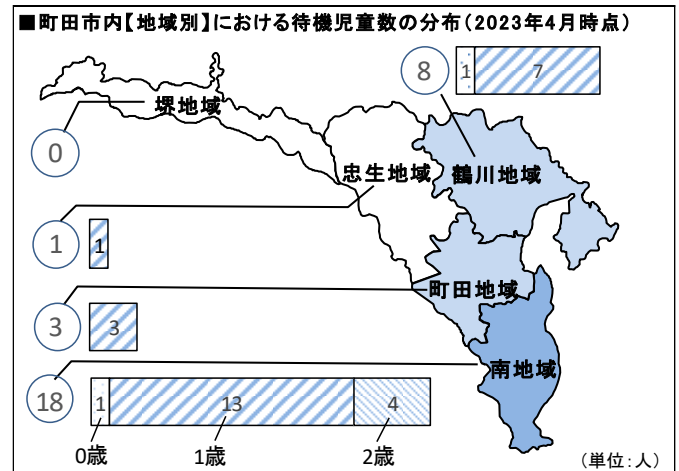 ■町田市内【地域別】における待機児童数の分布（2023年4月時点）
8
1
7
堺地域
0
忠生地域
鶴川地域
1
1
町田地域
3
3
南地域
18
1
13
4
0歳
1歳
2歳
（単位：人）